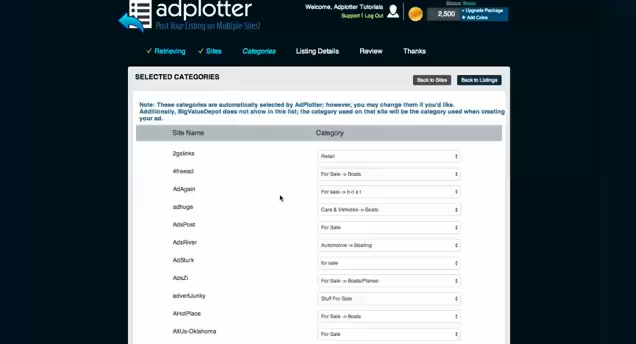 adplotter
Post Your Listing on Multiple Sites!
Welcome, Adplotter Tutorials
Support | Log Out
Status: Basic
2,500
+ Upgrade Package
+ Add Coins
✓ Retrieving
✓ Sites
Categories
Listing Details
Review
Thanks
SELECTED CATEGORIES
Back to Sites
Back to Listings
Note: These categories are automatically selected by AdPlotter; however, you may change them if you'd like.
Additionally, BigValueDepot does not show in this list; the category used on that site will be the category used when creating
your ad.
Site Name Category
2gslinks Retail
4freead For Sale -> Boats
AdAgain For sale -> b o a t
adhuge Cars & Vehicles -> Boats
AdsPost For Sale
AdsRiver Automotive -> Boating
AdSturk for sale
AdsZi For Sale -> Boats/Planes
advertJunky Stuff For Sale
AHotPlace For Sale -> Boats
AltUs-Oklahoma For Sale